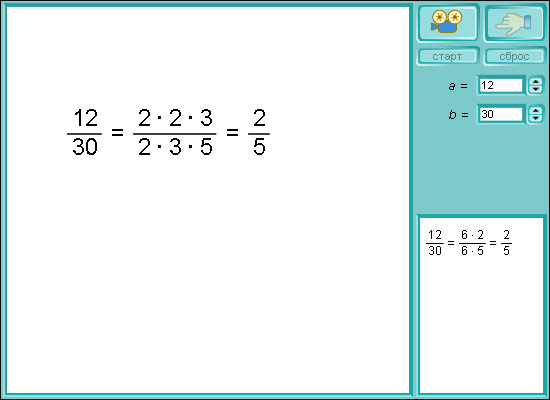 12/30 = 2 · 2 · 3/2 · 3 · 5 = 2/5
старт сброс
a = 12
b = 30
12/30 = 6 · 2/6 · 5 = 2/5